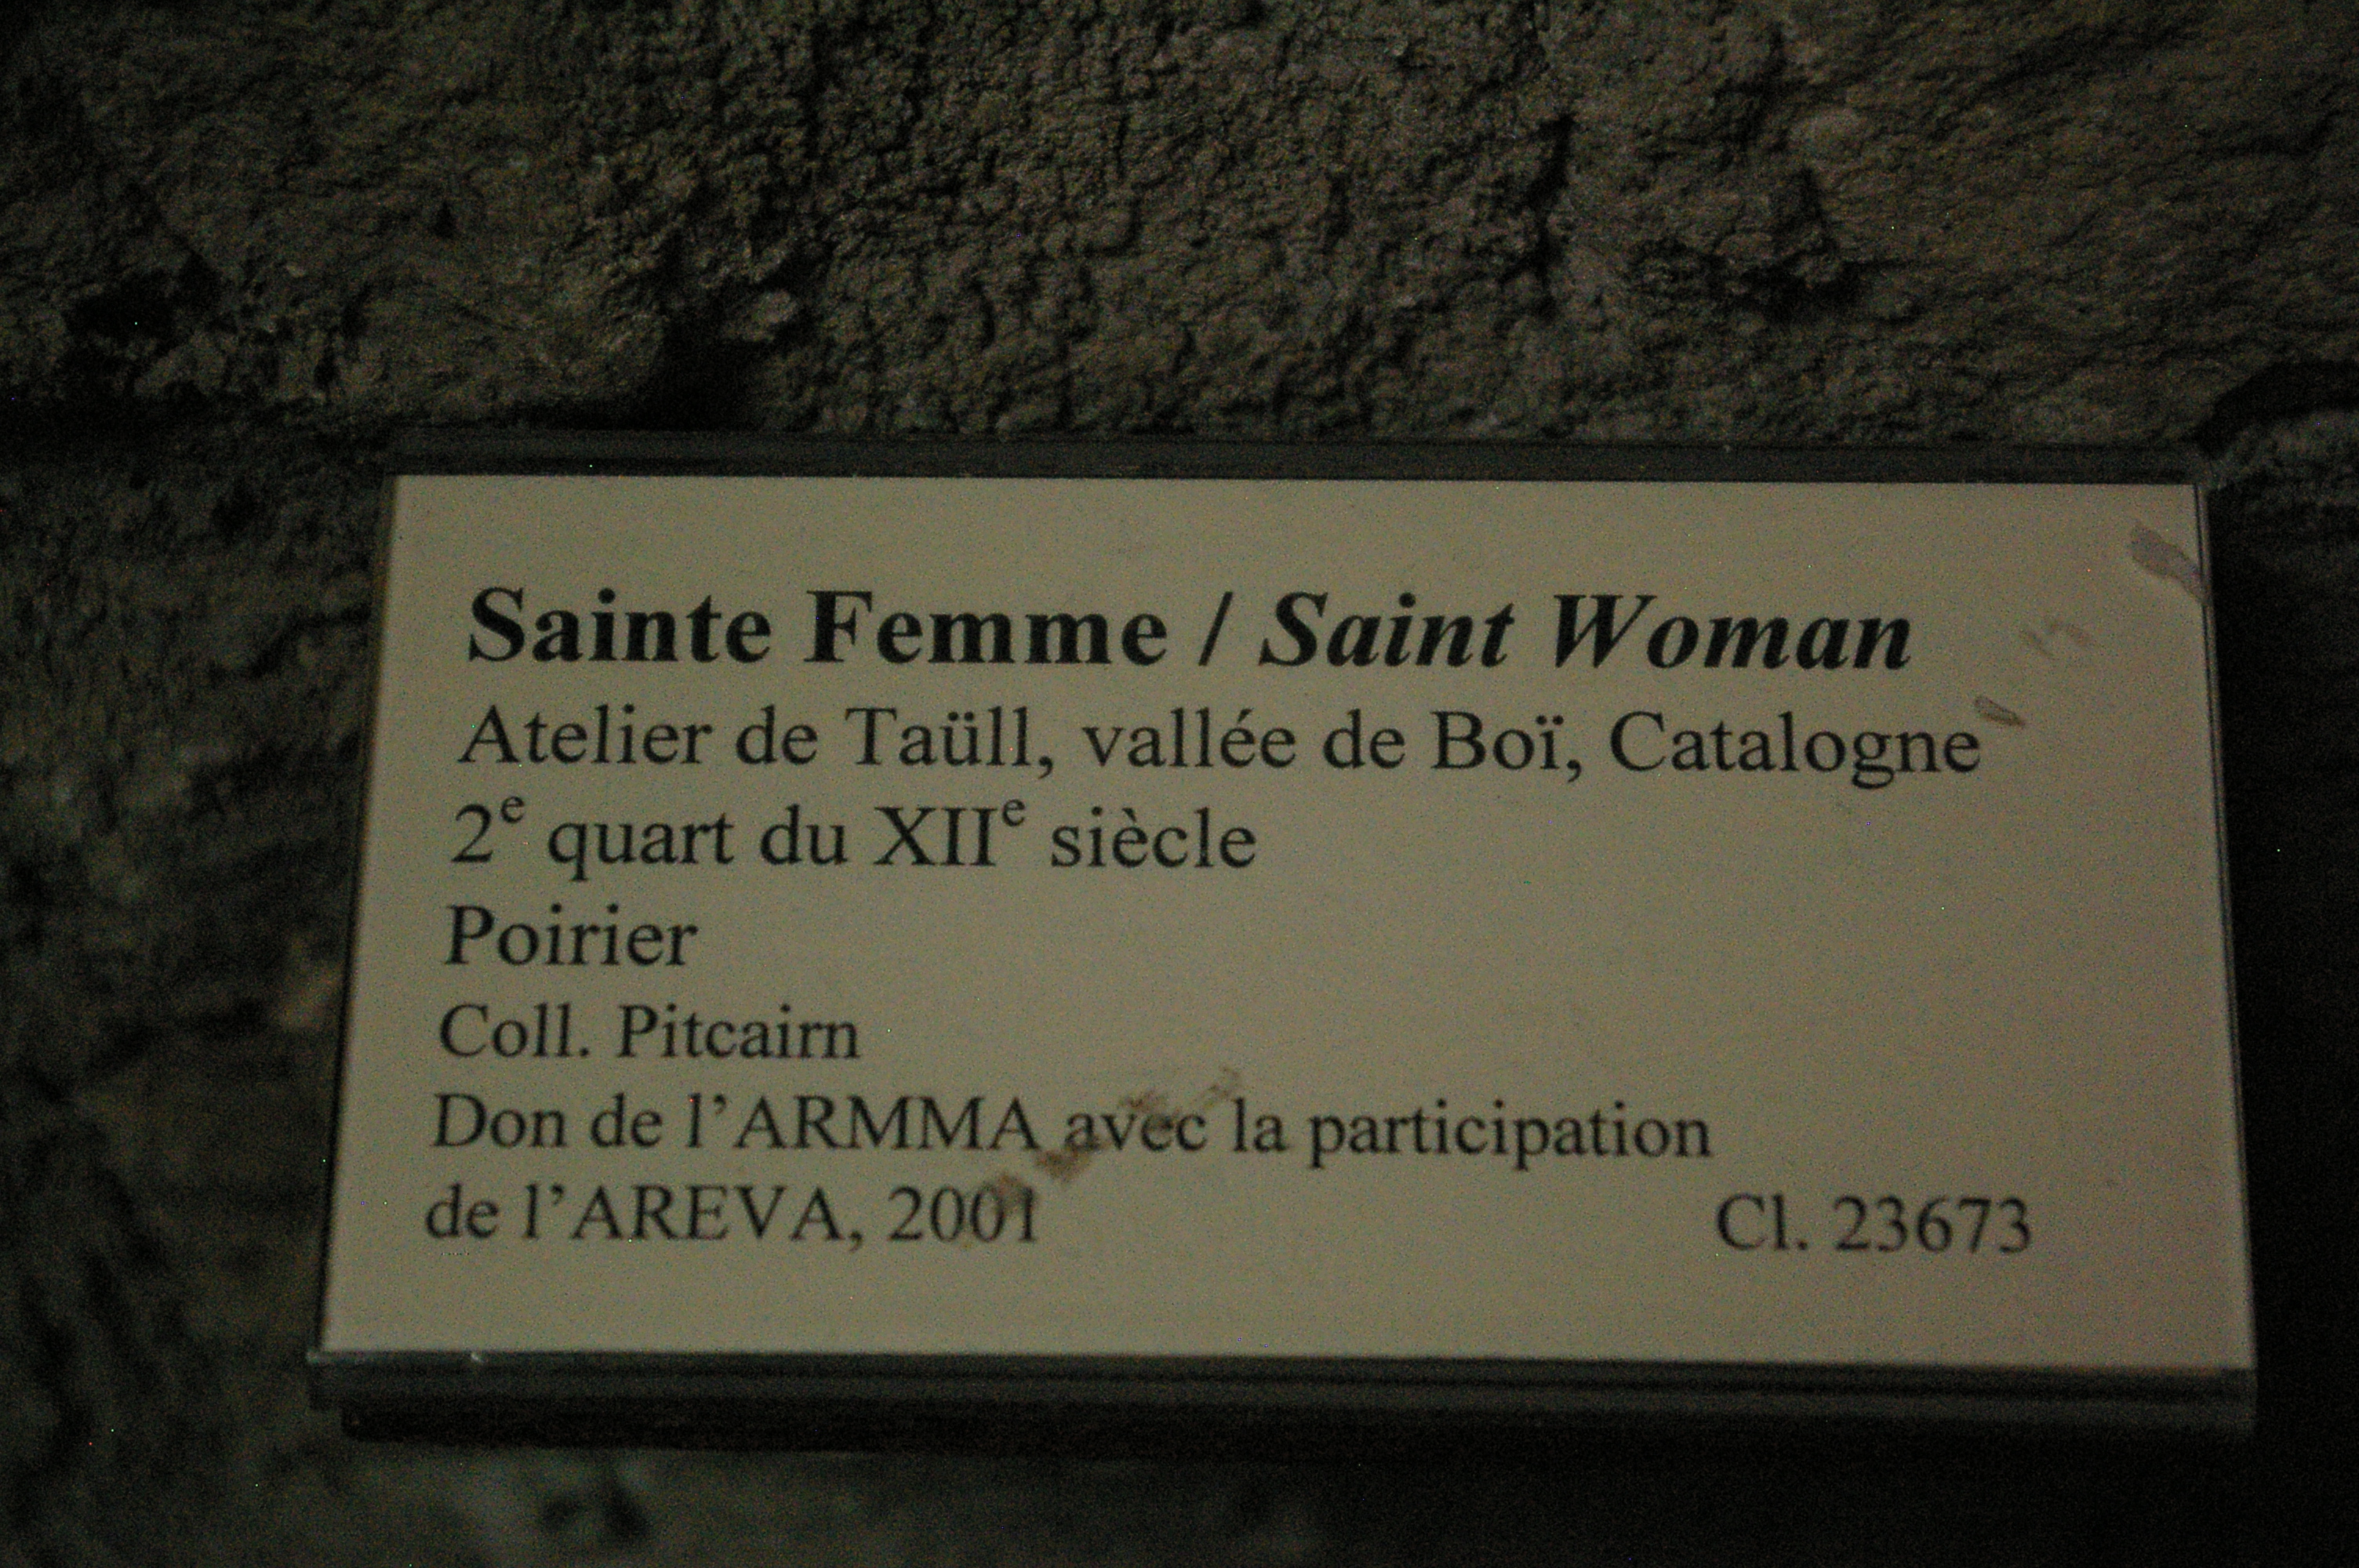 Sainte Femme / Saint Woman
Atelier de Taüll, vallée de Boï, Catalogne
2e quart du XIIe siècle
Poirier
Coll. Pitcairn
Don de l’ARMMA avec la participation
de l’AREVA, 2001 Cl. 23673